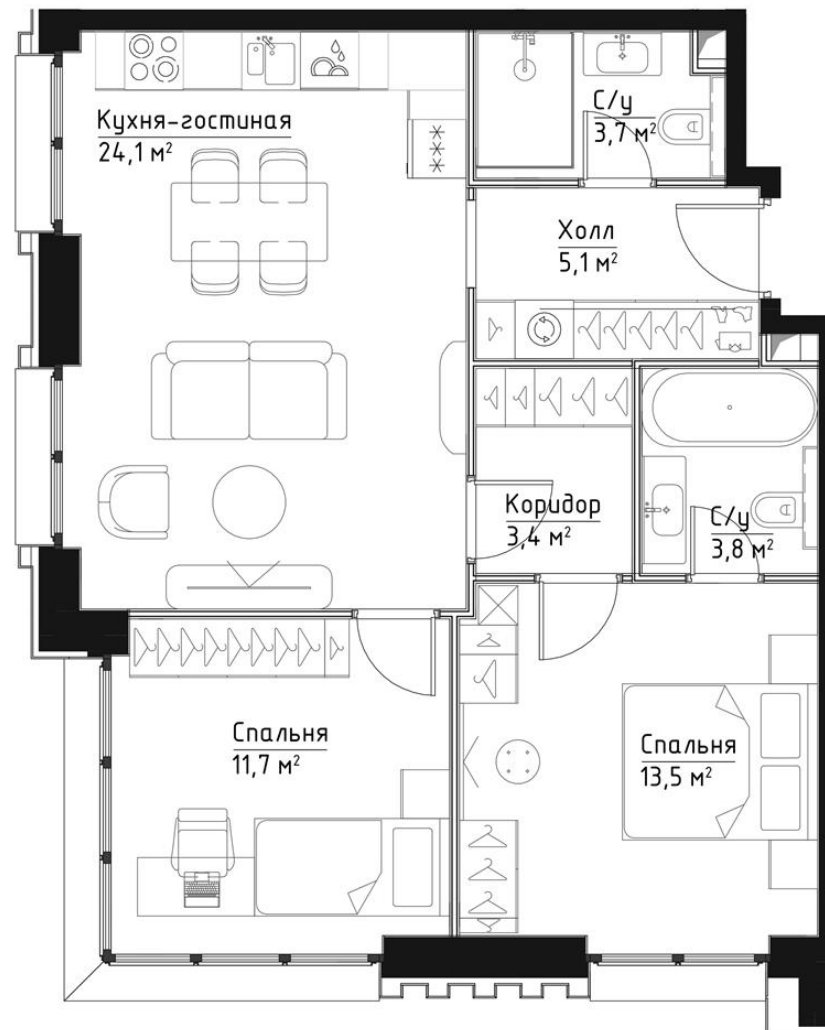 Кухня-гостиная
24,1 м²
С/у
3,7 м²
Холл
5,1 м²
Коридор
3,4 м²
С/у
3,8 м²
Спальня
11,7 м²
Спальня
13,5 м²